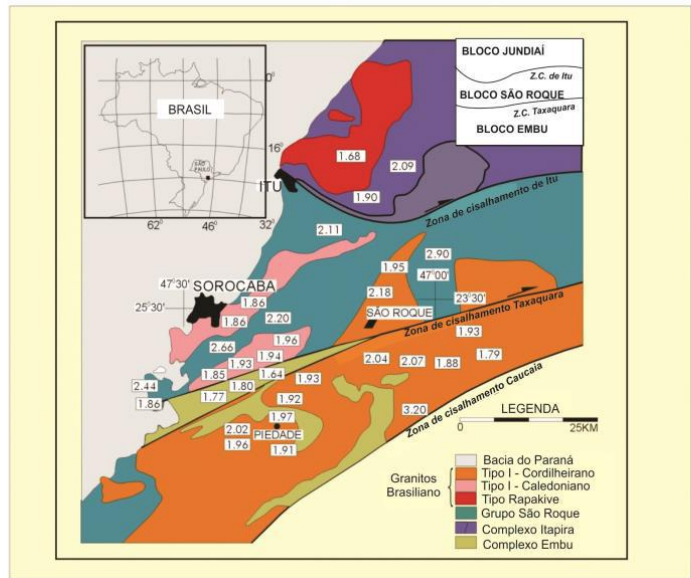 BLOCO JUNDIAÍ
Z.C. de Itu
BLOCO SÃO ROQUE
Z.C. Taxaquara
BLOCO EMBU
0°
BRASIL
16°
SÃO
PAULO
32°
62°
46°
ITU
1.68
2.09
1.90
Zona de cisalhamento de Itu
2.11
2.90
1.95
47°00'
47°30'
SOROCABA
1.86
2.18
23°30'
25°30'
SÃO ROQUE
1.86
2.20
Zona de cisalhamento Taxaquara
1.93
2.66
1.96
1.94
1.93
2.04
2.07
1.88
1.79
1.85
1.64
1.93
2.44
1.80
1.77
1.92
1.86
1.97
3.20
Zona de cisalhamento Caucaia
2.02
PIEDADE
1.96
1.91
LEGENDA
0
25KM
Bacia do Paraná
Granitos
Brasiliano
Tipo I - Cordilheirano
Tipo I - Caledoniano
Tipo Rapakive
Grupo São Roque
Complexo Itapira
Complexo Embu